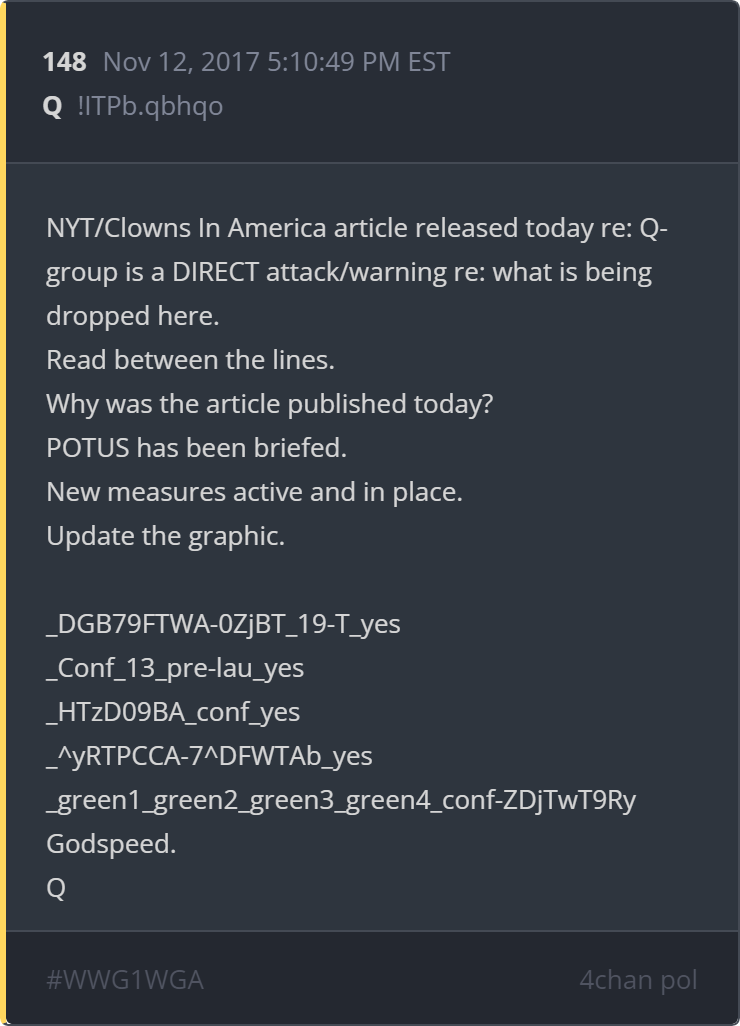 148 Nov 12, 2017 5:10:49 PM EST
Q !ITPb.qbhqo
NYT/Clowns In America article released today re: Q-
group is a DIRECT attack/warning re: what is being
dropped here.
Read between the lines.
Why was the article published today?
POTUS has been briefed.
New measures active and in place.
Update the graphic.
_DGB79FTWA-0ZjBT_19-T_yes
_Conf_13_pre-lau_yes
_HTzD09BA_conf_yes
_^yRTPCCA-7^DFWTAb_yes
_green1_green2_green3_green4_conf-ZDjTwT9Ry
Godspeed.
Q
#WWG1WGA 4chan pol